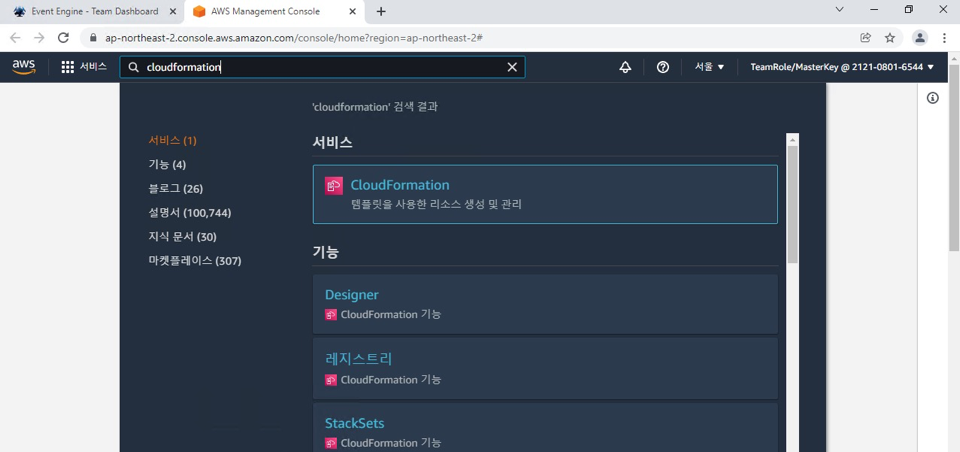 Event Engine - Team Dashboard
AWS Management Console
ap-northeast-2.console.aws.amazon.com/console/home?region=ap-northeast-2#
aws 서비스 cloudformation 서울 TeamRole/MasterKey @ 2121-0801-6544
'cloudformation' 검색 결과
서비스 (1)
기능 (4)
블로그 (26)
설명서 (100,744)
지식 문서 (30)
마켓플레이스 (307)
서비스
CloudFormation
템플릿을 사용한 리소스 생성 및 관리
기능
Designer
CloudFormation 기능
레지스트리
CloudFormation 기능
StackSets
CloudFormation 기능